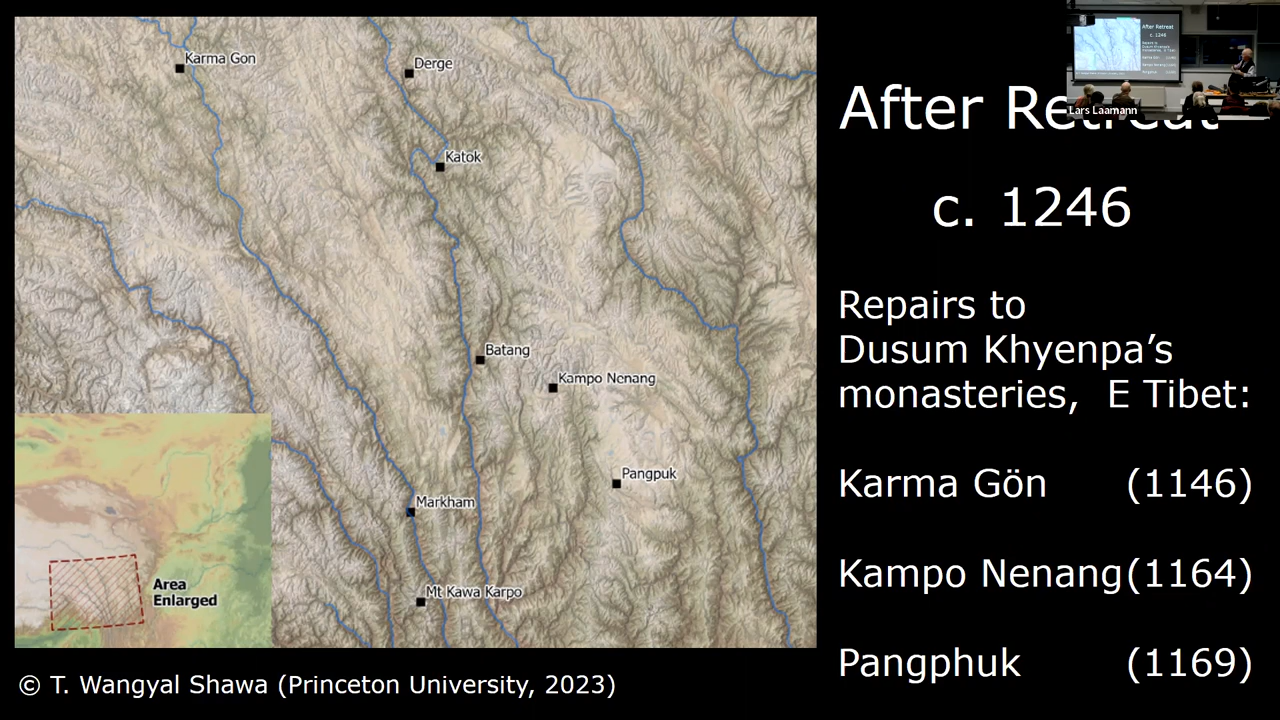 Karma Gon
Derge
Katok
Batang
Kampo Nenang
Pangpuk
Markham
Mt Kawa Karpo
Area
Enlarged
© T. Wangyal Shawa (Princeton University, 2023)
After Retreat
c. 1246
Repairs to
Dusum Khyenpa’s
monasteries, E Tibet:
Karma Gön (1146)
Kampo Nenang (1164)
Pangphuk (1169)
After Retreat
c. 1246
Lars Laamann